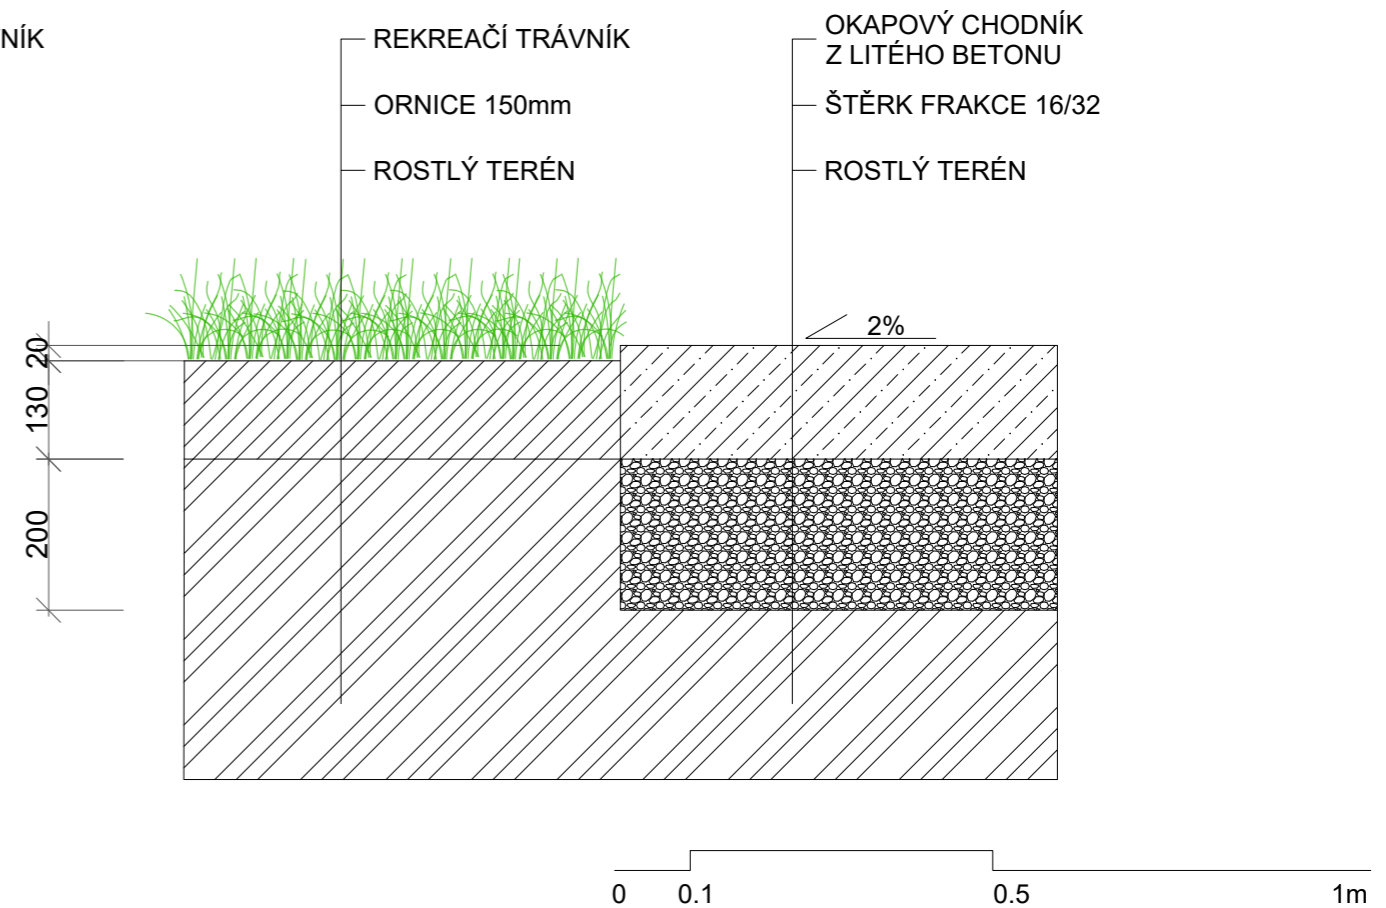 NÍK
REKREAČÍ TRÁVNÍK
ORNICE 150mm
ROSTLÝ TERÉN
OKAPOVÝ CHODNÍK
Z LITÉHO BETONU
ŠTĚRK FRAKCE 16/32
ROSTLÝ TERÉN
2%
20
130
200
0 0.1 0.5 1m